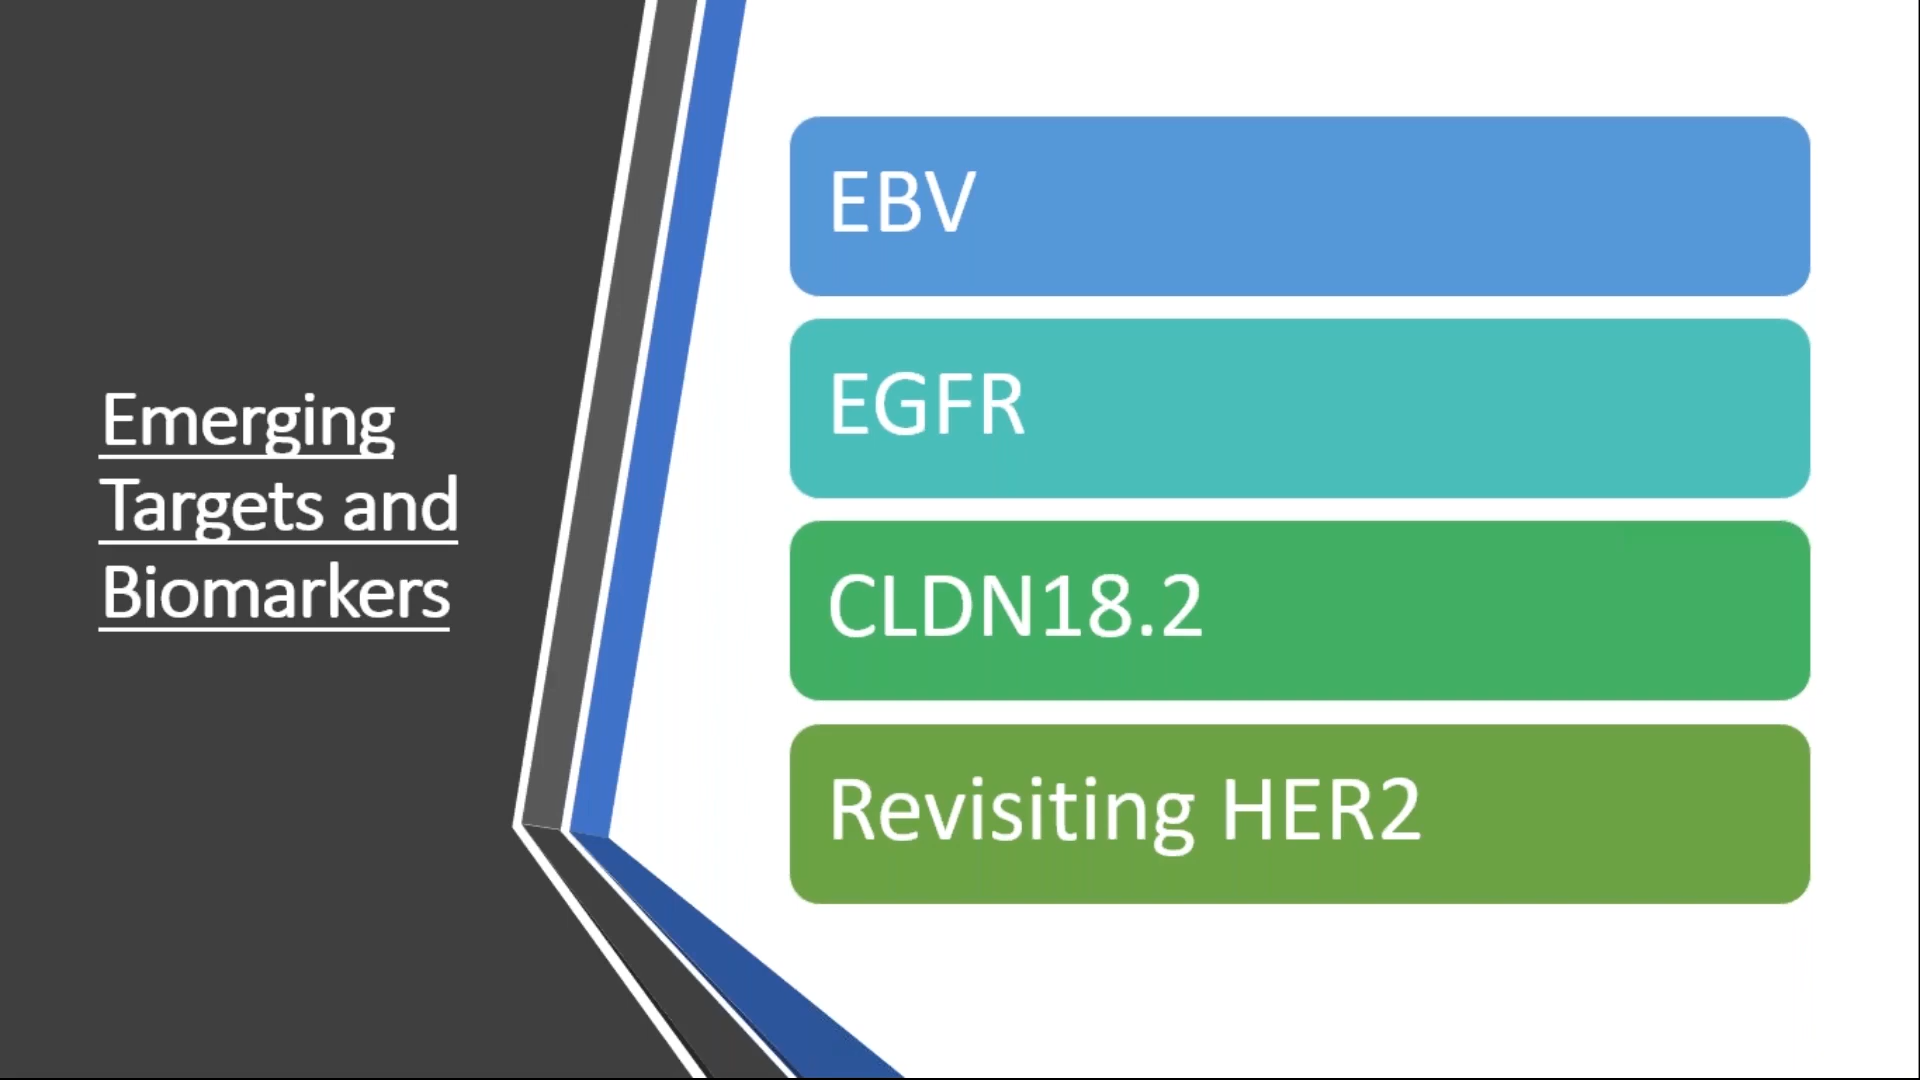 Emerging
Targets and
Biomarkers
EBV
EGFR
CLDN18.2
Revisiting HER2